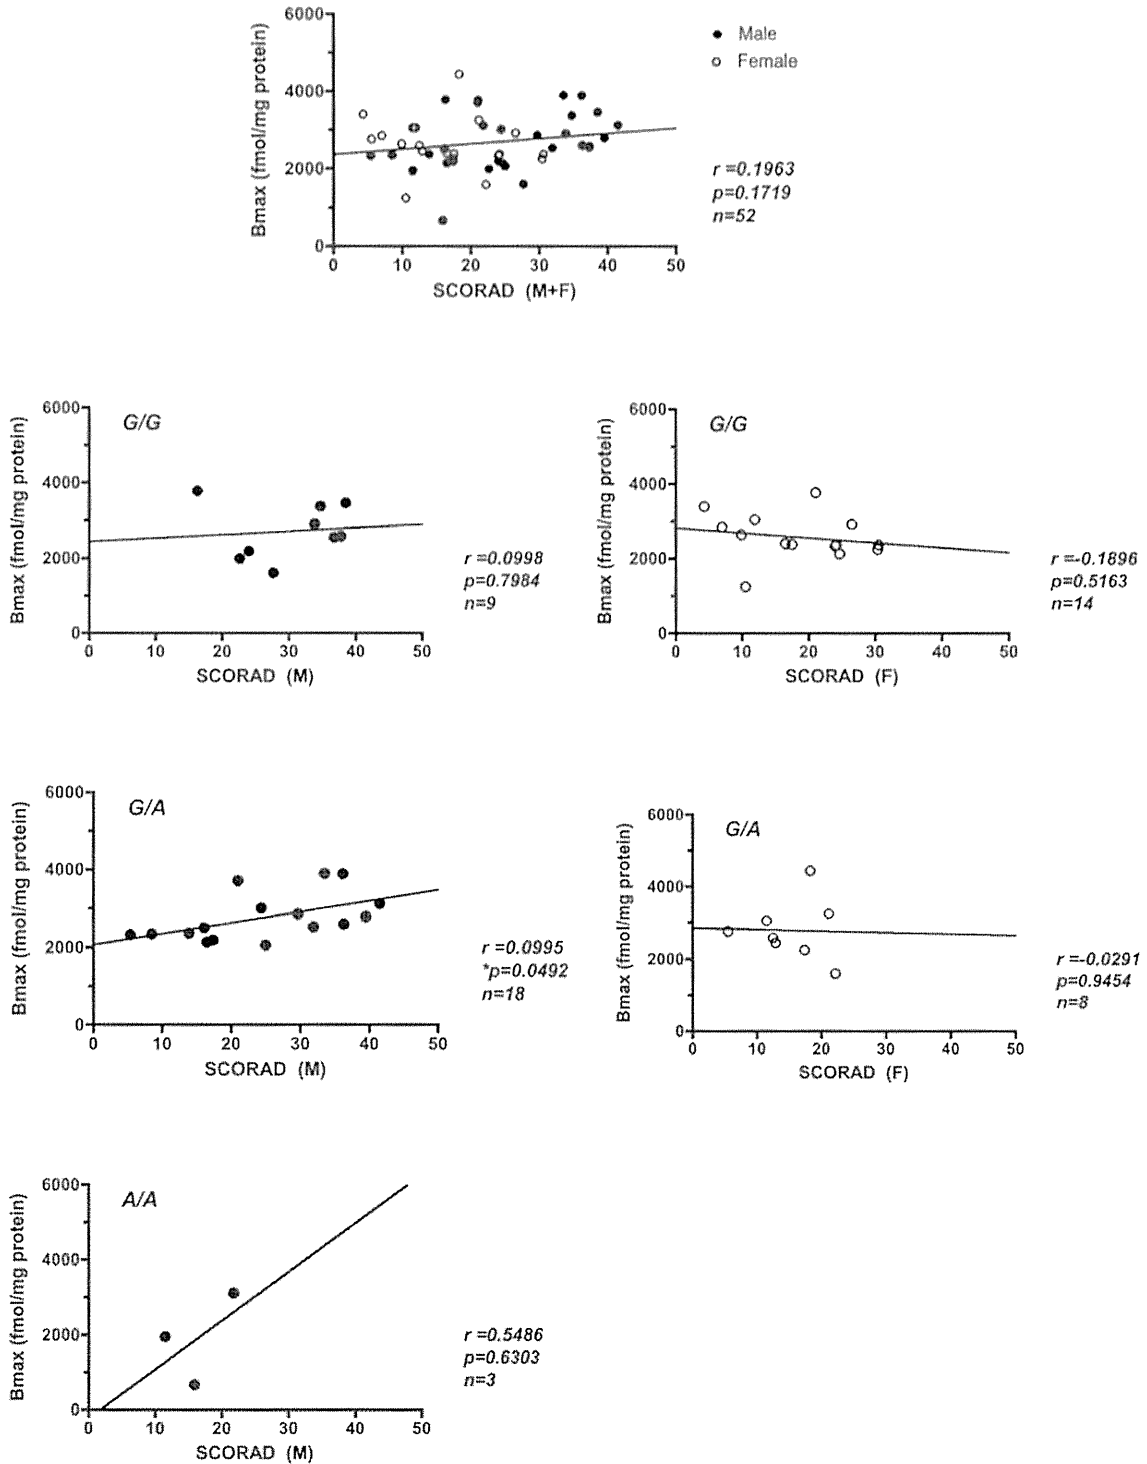 Bmax (fmol/mg protein)
6000
4000
2000
0
0 10 20 30 40 50
SCORAD (M+F)
Male
Female
r =0.1963
p=0.1719
n=52
G/G
Bmax (fmol/mg protein)
6000
4000
2000
0
0 10 20 30 40 50
SCORAD (M)
r =0.0998
p=0.7984
n=9
G/G
Bmax (fmol/mg protein)
6000
4000
2000
0
0 10 20 30 40 50
SCORAD (F)
r =-0.1896
p=0.5163
n=14
G/A
Bmax (fmol/mg protein)
6000
4000
2000
0
0 10 20 30 40 50
SCORAD (M)
r =0.0995
*p=0.0492
n=18
G/A
Bmax (fmol/mg protein)
6000
4000
2000
0
0 10 20 30 40 50
SCORAD (F)
r =-0.0291
p=0.9454
n=8
A/A
Bmax (fmol/mg protein)
6000
4000
2000
0
0 10 20 30 40 50
SCORAD (M)
r =0.5486
p=0.6303
n=3